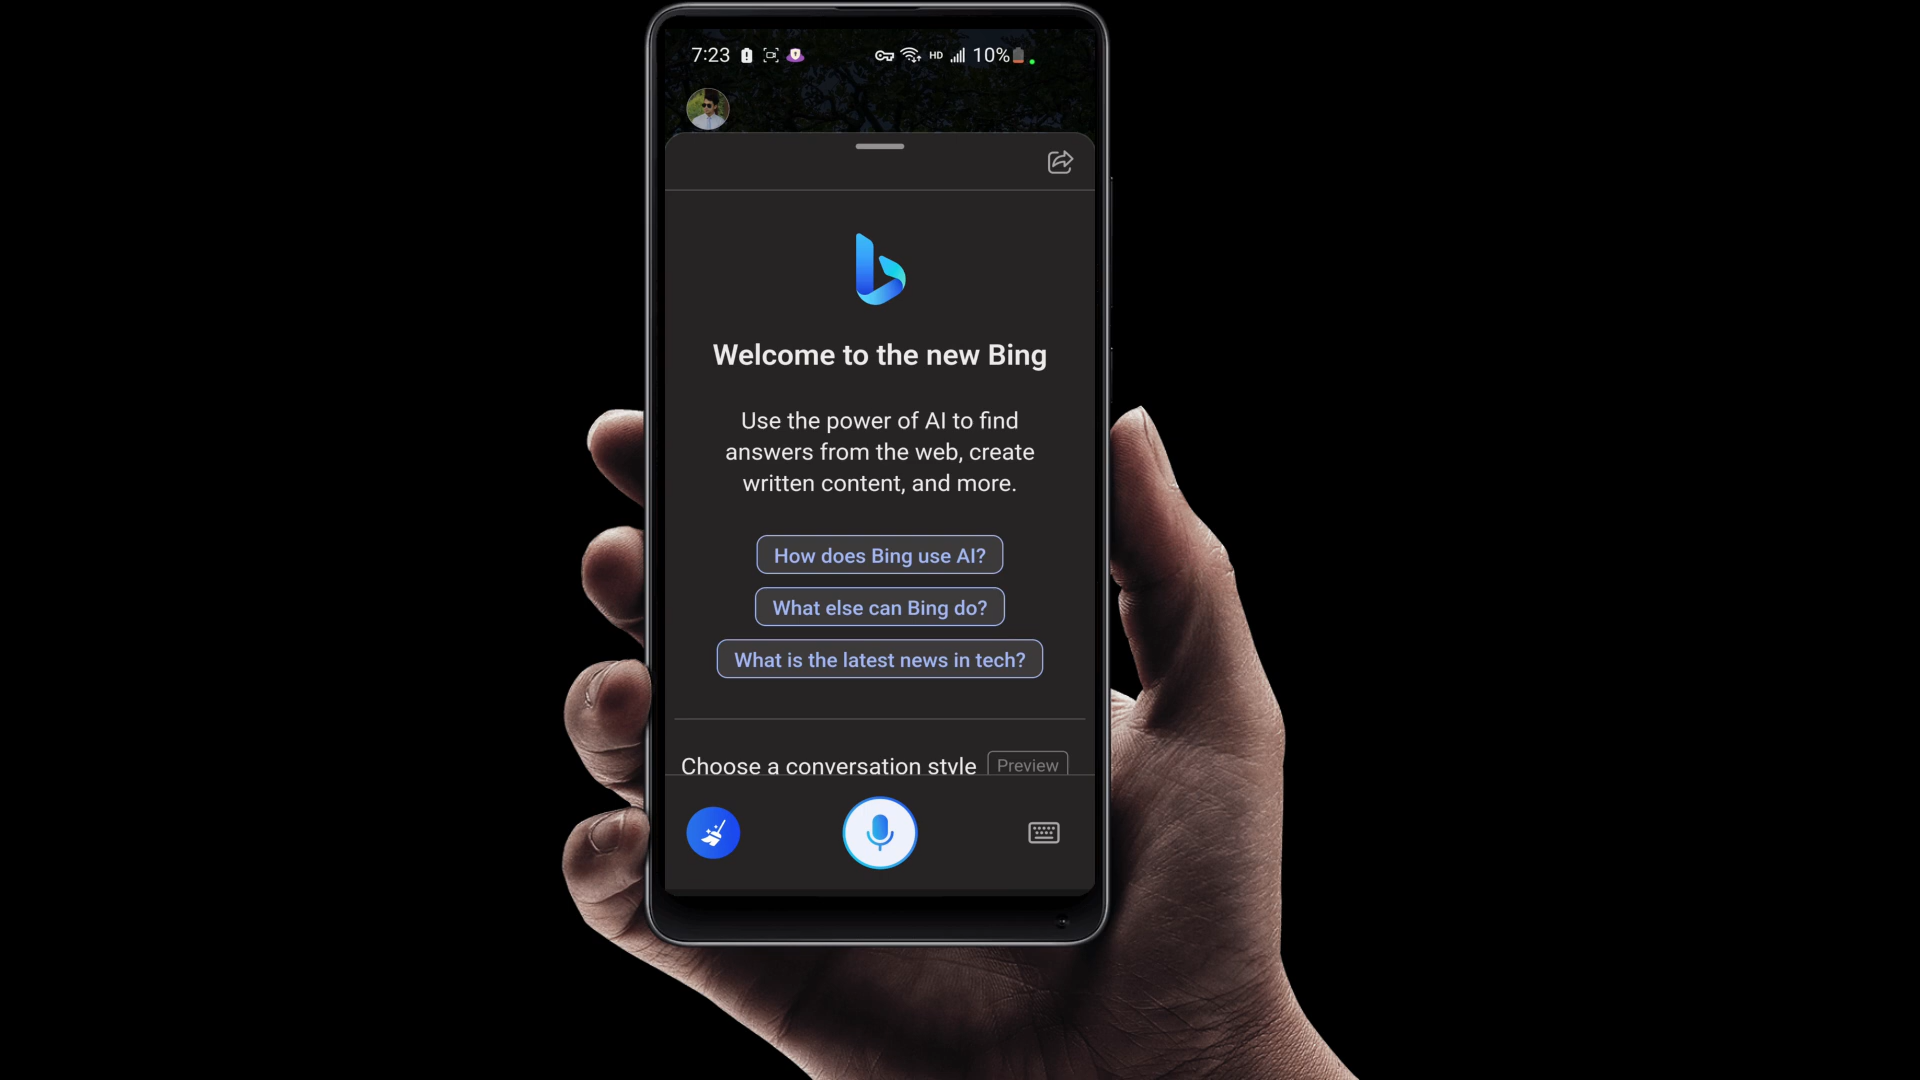 7:23 HD 10%
Welcome to the new Bing
Use the power of AI to find
answers from the web, create
written content, and more.
How does Bing use AI?
What else can Bing do?
What is the latest news in tech?
Choose a conversation style Preview